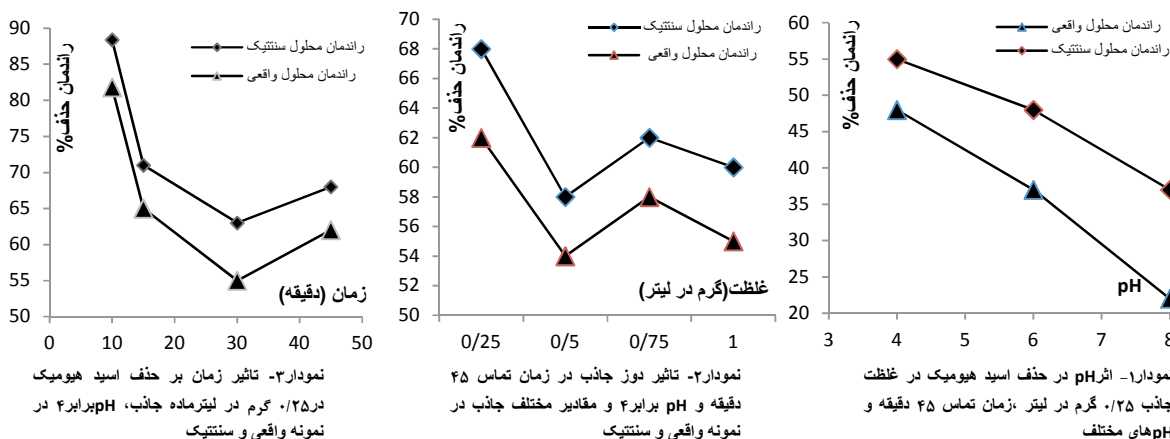 راندمان حذف%
راندمان محلول سنتتیک
راندمان محلول واقعی
90
85
80
75
70
65
60
55
50
0 10 20 30 40 50
زمان (دقیقه)
نمودار۳- تاثیر زمان بر حذف اسید هیومیک
در۰/۲۵ گرم در لیترماده جاذب، pHبرابر۴ در
نمونه واقعی و سنتتیک
راندمان حذف%
راندمان محلول سنتتیک
راندمان محلول واقعی
70
68
66
64
62
60
58
56
54
52
50
0/25 0/5 0/75 1
غلظت(گرم در لیتر)
نمودار۲- تاثیر دوز جاذب در زمان تماس ۴۵
دقیقه و pH برابر۴ و مقادیر مختلف جاذب در
نمونه واقعی و سنتتیک
راندمان حذف%
راندمان محلول واقعی
راندمان محلول سنتتیک
60
55
50
45
40
35
30
25
20
3 4 5 6 7 8
pH
نمودار۱- اثرpH در حذف اسید هیومیک در غلظت
جاذب ۰/۲۵ گرم در لیتر ،زمان تماس ۴۵ دقیقه و
pHهای مختلف